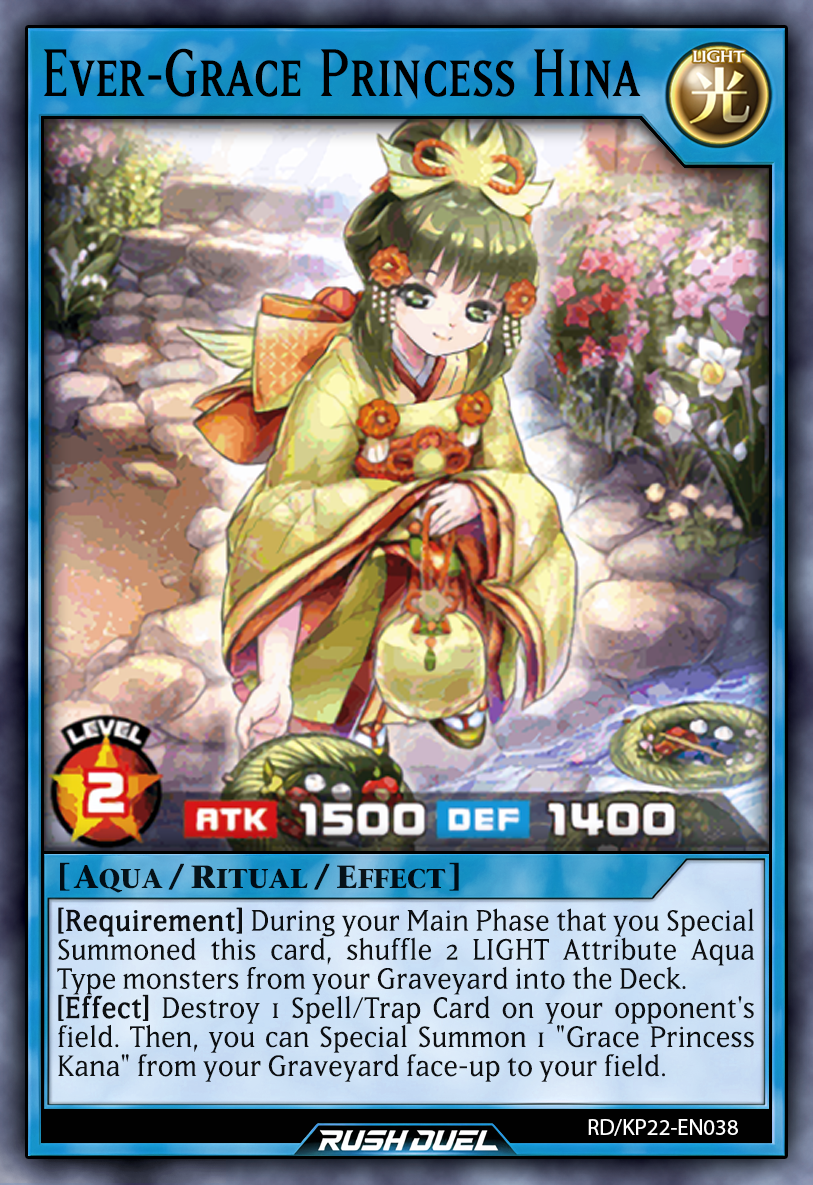 EVER-GRACE PRINCESS HINA
LIGHT
光
LEVEL
2
ATK 1500 DEF 1400
[AQUA / RITUAL / EFFECT]
[Requirement] During your Main Phase that you Special
Summoned this card, shuffle 2 LIGHT Attribute Aqua
Type monsters from your Graveyard into the Deck.
[Effect] Destroy 1 Spell/Trap Card on your opponent's
field. Then, you can Special Summon 1 "Grace Princess
Kana" from your Graveyard face-up to your field.
RD/KP22-EN038
RUSH DUEL